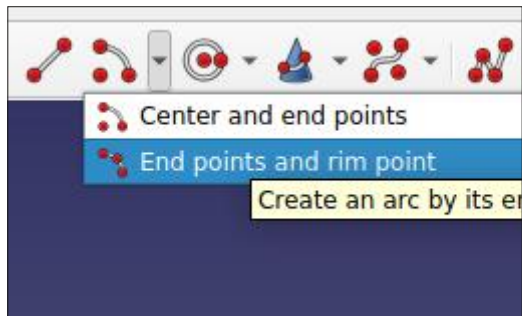 Center and end points
End points and rim point
Create an arc by its